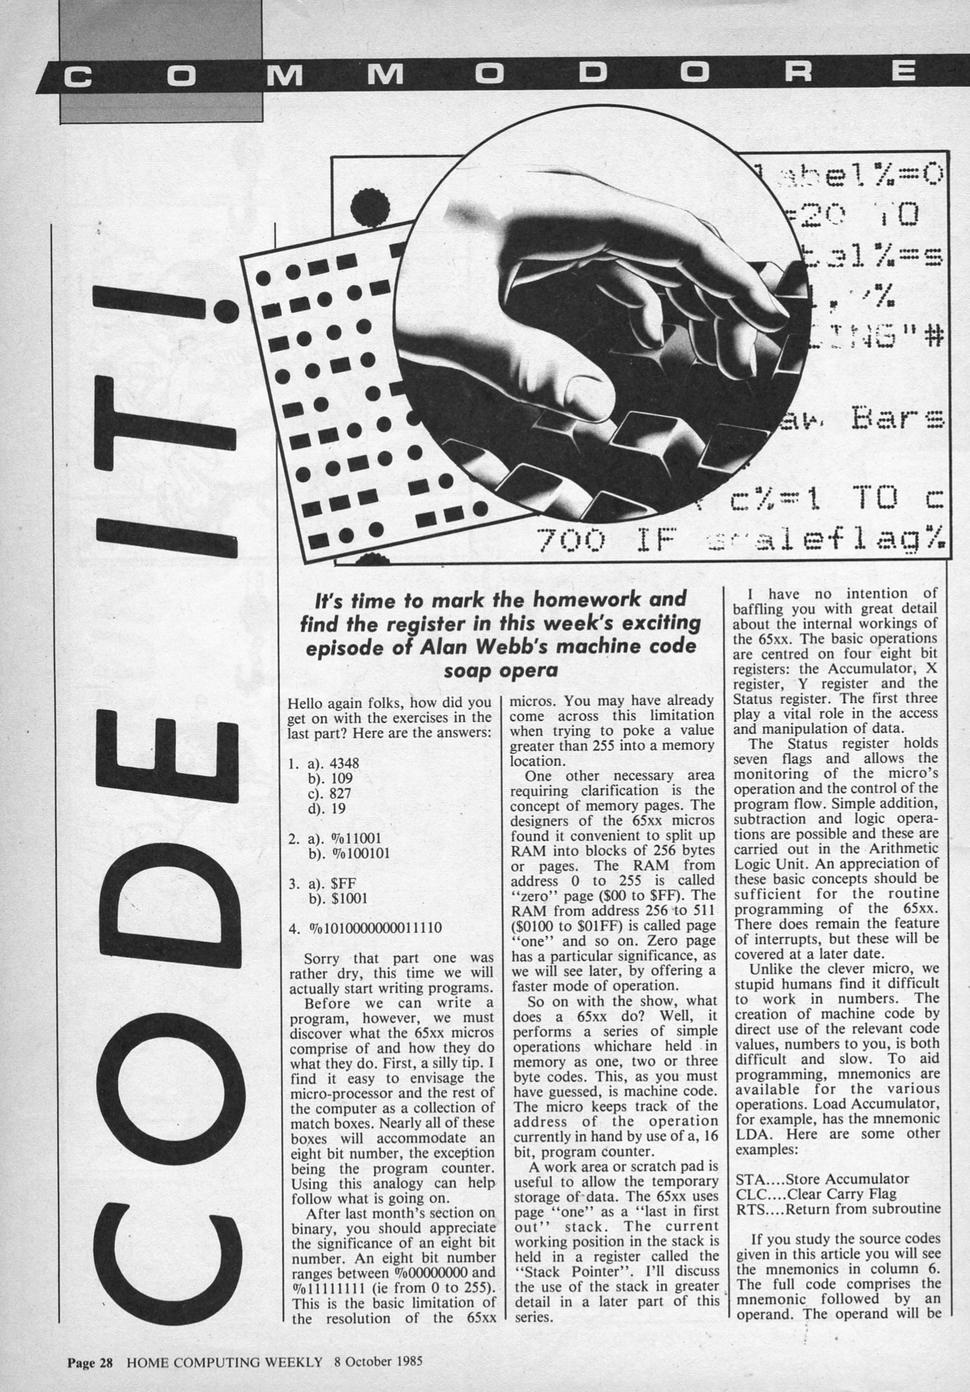 COMMODORE
CODE IT!
label%=0
=20 TO
tal%=s
%
ING"#
aw Bars
c%=1 TO c
700 IF scaleflag%
It's time to mark the homework and
find the register in this week's exciting
episode of Alan Webb's machine code
soap opera
Hello again folks, how did you
get on with the exercises in the
last part? Here are the answers:
1. a). 4348
b). 109
c). 827
d). 19
2. a). %11001
b). %100101
3. a). $FF
b). $1001
4. %1010000000011110
Sorry that part one was
rather dry, this time we will
actually start writing programs.
Before we can write a
program, however, we must
discover what the 65xx micros
comprise of and how they do
what they do. First, a silly tip. I
find it easy to envisage the
micro-processor and the rest of
the computer as a collection of
match boxes. Nearly all of these
boxes will accommodate an
eight bit number, the exception
being the program counter.
Using this analogy can help
follow what is going on.
After last month's section on
binary, you should appreciate
the significance of an eight bit
number. An eight bit number
ranges between %00000000 and
%11111111 (ie from 0 to 255).
This is the basic limitation of
the resolution of the 65xx
micros. You may have already
come across this limitation
when trying to poke a value
greater than 255 into a memory
location.
One other necessary area
requiring clarification is the
concept of memory pages. The
designers of the 65xx micros
found it convenient to split up
RAM into blocks of 256 bytes
or pages. The RAM from
address 0 to 255 is called
"zero" page ($00 to $FF). The
RAM from address 256 to 511
($0100 to $01FF) is called page
"one" and so on. Zero page
has a particular significance, as
we will see later, by offering a
faster mode of operation.
So on with the show, what
does a 65xx do? Well, it
performs a series of simple
operations whichare held in
memory as one, two or three
byte codes. This, as you must
have guessed, is machine code.
The micro keeps track of the
address of the operation
currently in hand by use of a, 16
bit, program counter.
A work area or scratch pad is
useful to allow the temporary
storage of data. The 65xx uses
page "one" as a "last in first
out" stack. The current
working position in the stack is
held in a register called the
"Stack Pointer". I'll discuss
the use of the stack in greater
detail in a later part of this
series.
I have no intention of
baffling you with great detail
about the internal workings of
the 65xx. The basic operations
are centred on four eight bit
registers: the Accumulator, X
register, Y register and the
Status register. The first three
play a vital role in the access
and manipulation of data.
The Status register holds
seven flags and allows the
monitoring of the micro's
operation and the control of the
program flow. Simple addition,
subtraction and logic opera-
tions are possible and these are
carried out in the Arithmetic
Logic Unit. An appreciation of
these basic concepts should be
sufficient for the routine
programming of the 65xx.
There does remain the feature
of interrupts, but these will be
covered at a later date.
Unlike the clever micro, we
stupid humans find it difficult
to work in numbers. The
creation of machine code by
direct use of the relevant code
values, numbers to you, is both
difficult and slow. To aid
programming, mnemonics are
available for the various
operations. Load Accumulator,
for example, has the mnemonic
LDA. Here are some other
examples:
STA....Store Accumulator
CLC....Clear Carry Flag
RTS....Return from subroutine
If you study the source codes
given in this article you will see
the mnemonics in column 6.
The full code comprises the
mnemonic followed by an
operand. The operand will be
Page 28 HOME COMPUTING WEEKLY 8 October 1985